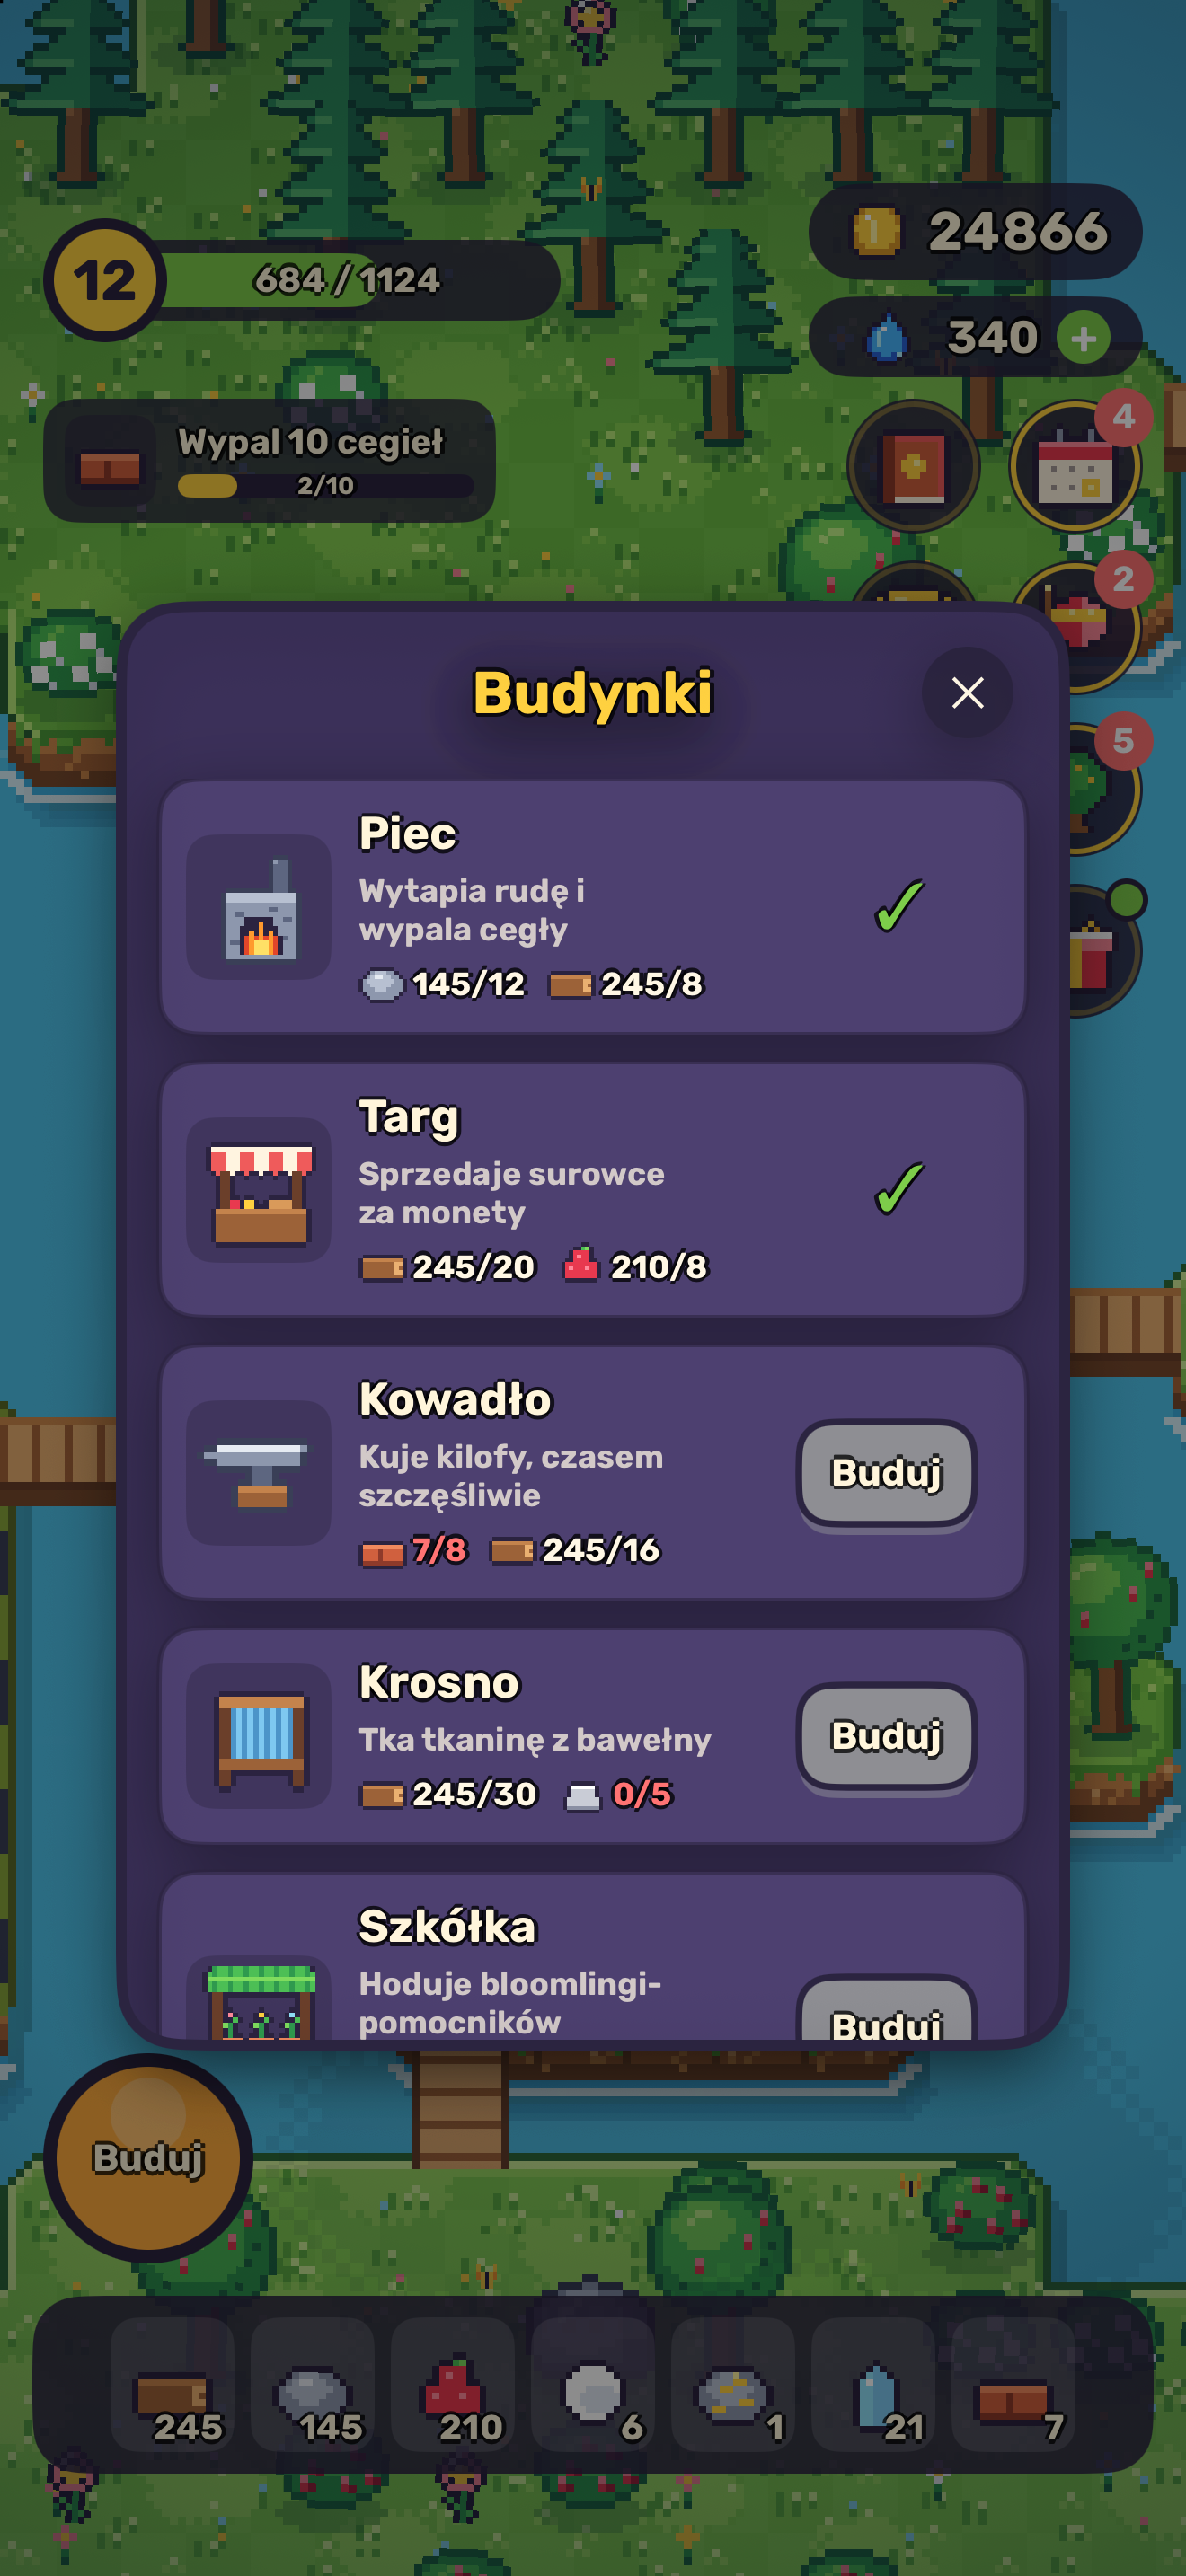 24866
12
684 / 1124
340
+
Wypal 10 cegieł
2/10
4
2
5
Budynki
Piec
Wytapia rudę i
wypala cegły
145/12 245/8
✓
Targ
Sprzedaje surowce
za monety
245/20 210/8
✓
Kowadło
Kuje kilofy, czasem
szczęśliwie
7/8 245/16
Buduj
Krosno
Tka tkaninę z bawełny
245/30 0/5
Buduj
Szkółka
Hoduje bloomlingi-
pomocników
Buduj
Buduj
245 145 210 6 1 21 7